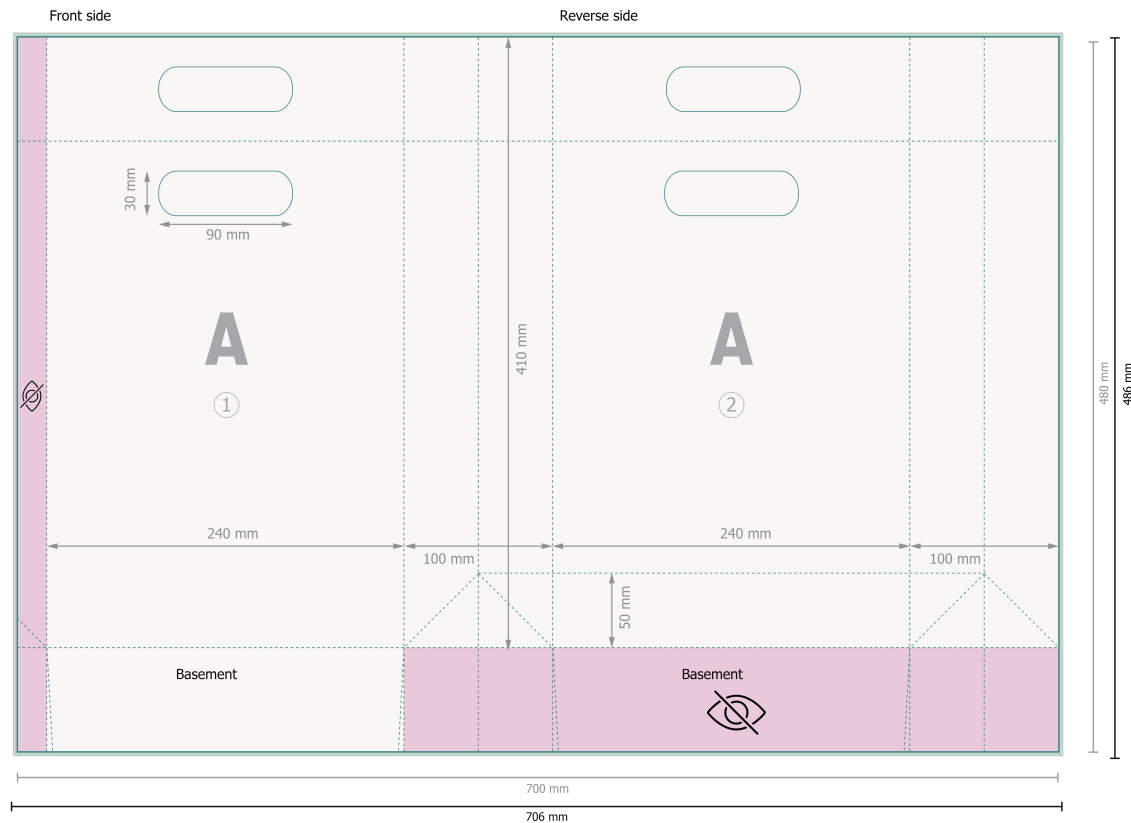 Front side
Reverse side
30 mm
90 mm
A
1
410 mm
A
2
480 mm
486 mm
240 mm
100 mm
240 mm
100 mm
50 mm
Basement
Basement
700 mm
706 mm